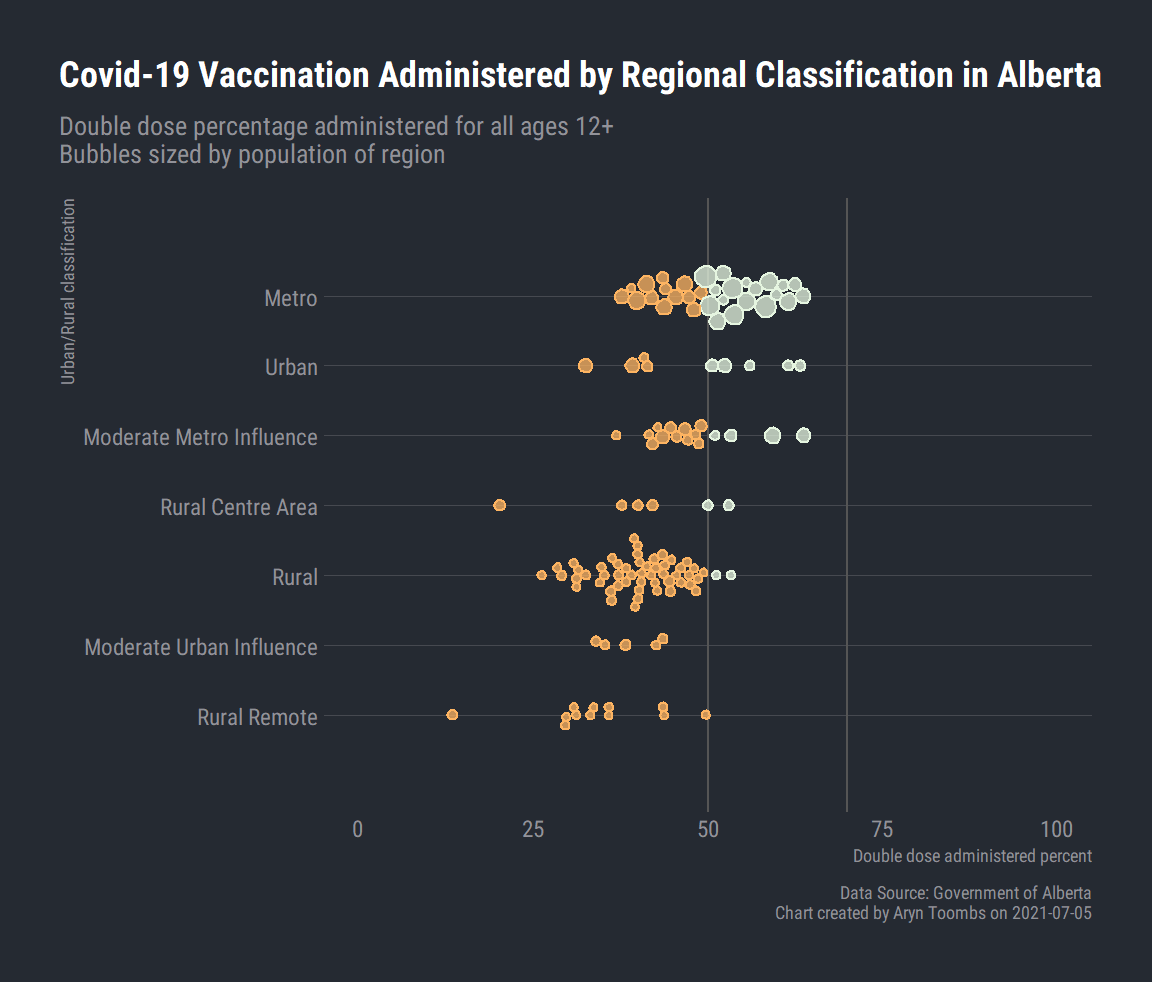 Covid-19 Vaccination Administered by Regional Classification in Alberta
Double dose percentage administered for all ages 12+
Bubbles sized by population of region
Urban/Rural classification
Metro
Urban
Moderate Metro Influence
Rural Centre Area
Rural
Moderate Urban Influence
Rural Remote
0 25 50 75 100
Double dose administered percent
Data Source: Government of Alberta
Chart created by Aryn Toombs on 2021-07-05